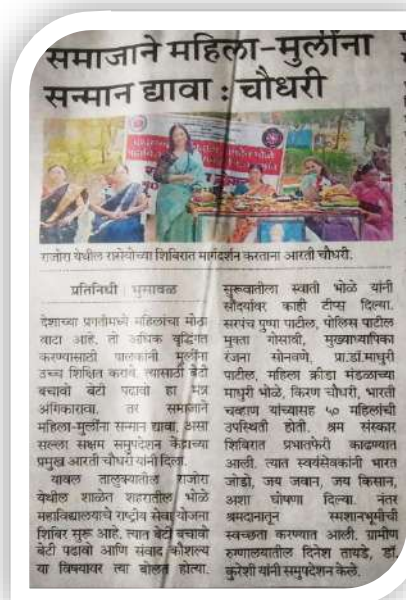 समाजाने महिला-मुलींना
सन्मान द्यावा : चौधरी
राजोरा येथील रासेयोच्या शिबिरात मार्गदर्शन करताना आरती चौधरी.
प्रतिनिधी | भुसावळ
देशाच्या प्रगतीमध्ये महिलांचा मोठा
वाटा आहे. तो अधिक वृद्धिंगत
करण्यासाठी पालकांनी मुलींना
उच्च शिक्षित करावे. त्यासाठी बेटी
बचावो बेटी पढावो हा मंत्र
अंगिकारावा. तर समाजाने
महिला-मुलींना सन्मान द्यावा, असा
सल्ला सक्षम समुपदेशन केंद्राच्या
प्रमुख आरती चौधरी यांनी दिला.
यावल तालुक्यातील राजोरा
येथील शाळेत शहरातील भोळे
महाविद्यालयाचे राष्ट्रीय सेवा योजना
शिबिर सुरू आहे. त्यात बेटी बचावो
बेटी पढावो आणि संवाद कौशल्य
या विषयावर त्या बोलत होत्या.
सुरूवातीला स्वाती भोळे यांनी
सौंदर्यावर काही टीप्स दिल्या.
सरपंच पुष्पा पाटील, पोलिस पाटील
मुक्ता गोसावी, मुख्याध्यापिका
रंजना सोनवणे, प्रा.डॉ.माधुरी
पाटील, महिला क्रीडा मंडळाच्या
माधुरी भोळे, किरण चौधरी, भारती
चव्हाण यांच्यासह ५० महिलांची
उपस्थिती होती. श्रम संस्कार
शिबिरात प्रभातफेरी काढण्यात
आली. त्यात स्वयंसेवकांनी भारत
जोडो, जय जवान, जय किसान,
अशा घोषणा दिल्या. नंतर
श्रमदानातून स्मशानभूमीची
स्वच्छता करण्यात आली. ग्रामीण
रुग्णालयातील दिनेश तायडे, डॉ.
कुरेशी यांनी समुपदेशन केले.